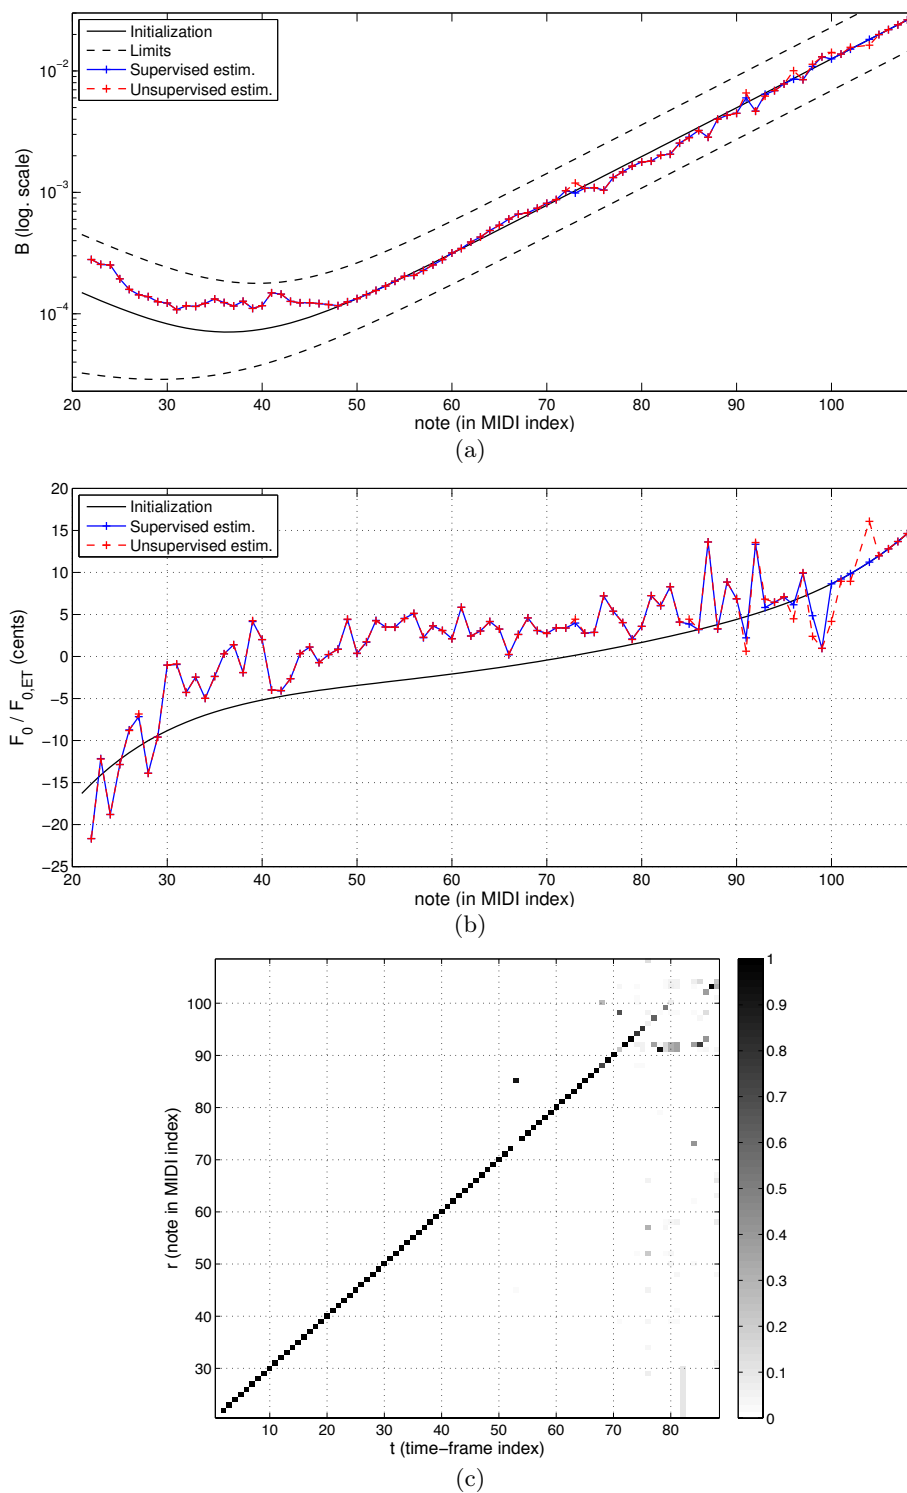 Initialization
Limits
Supervised estim.
Unsupervised estim.
10^{-2}
10^{-3}
10^{-4}
B (log. scale)
20 30 40 50 60 70 80 90 100
note (in MIDI index)
(a)
Initialization
Supervised estim.
Unsupervised estim.
20
15
10
5
0
−5
−10
−15
−20
−25
F_0 / F_{0,ET} (cents)
20 30 40 50 60 70 80 90 100
note (in MIDI index)
(b)
100
90
80
70
60
50
40
30
r (note in MIDI index)
10 20 30 40 50 60 70 80
t (time−frame index)
1
0.9
0.8
0.7
0.6
0.5
0.4
0.3
0.2
0.1
0
(c)